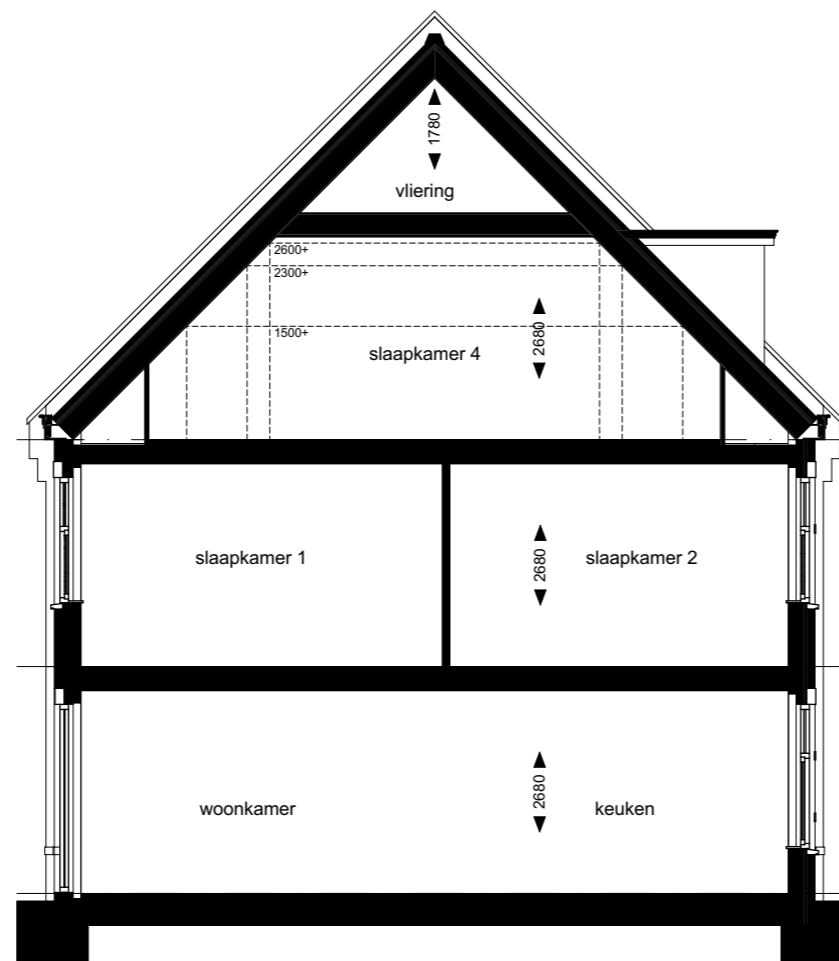 1780
vliering
2600+
2300+
1500+
2680
slaapkamer 4
slaapkamer 1
2680
slaapkamer 2
woonkamer
2680
keuken